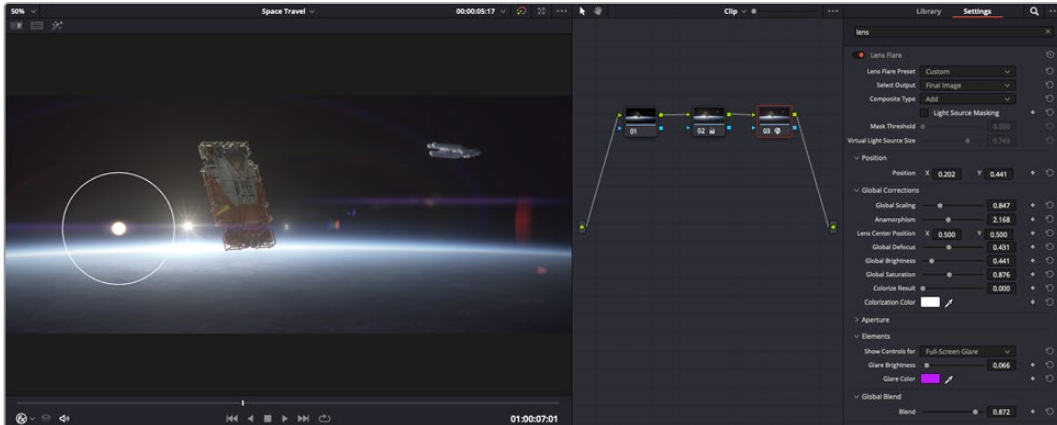 50%
Space Travel
00:00:05:17
01:00:07:01
Clip
01
02
03
Library Settings
lens
Lens Flare
Lens Flare Preset Custom
Select Output Final Image
Composite Type Add
Light Source Masking
Mask Threshold 0.000
Virtual Light Source Size 0.743
Position
Position X 0.202 Y 0.441
Global Corrections
Global Scaling 0.847
Anamorphism 2.168
Lens Center Position X 0.500 Y 0.500
Global Defocus 0.431
Global Brightness 0.441
Global Saturation 0.876
Colorize Result 0.000
Colorization Color
Aperture
Elements
Show Controls for Full-Screen Glare
Glare Brightness 0.066
Glare Color
Global Blend
Blend 0.872